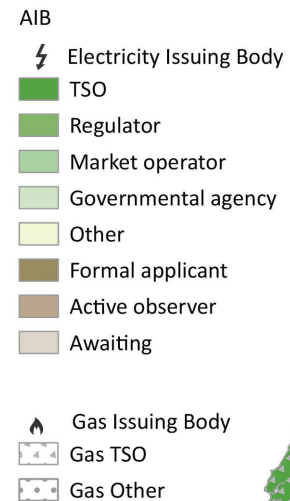 AIB
Electricity Issuing Body
TSO
Regulator
Market operator
Governmental agency
Other
Formal applicant
Active observer
Awaiting
Gas Issuing Body
Gas TSO
Gas Other